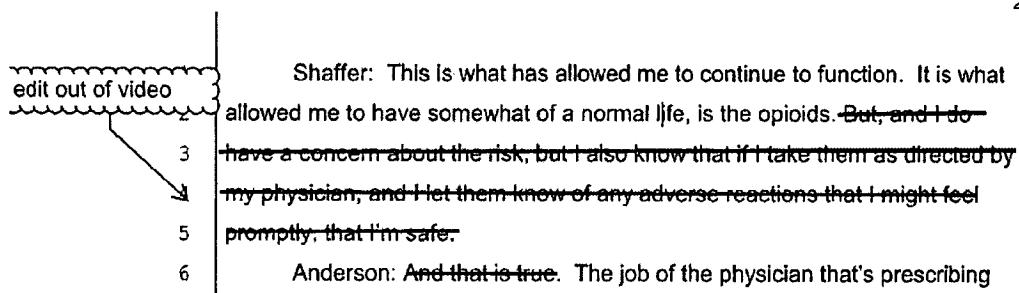 Shaffer: This is what has allowed me to continue to function. It is what
edit out of video
2 allowed me to have somewhat of a normal life, is the opioids. But, and I do
3 have a concern about the risk, but I also know that if I take them as directed by
4 my physician, and I let them know of any adverse reactions that I might feel
5 promptly, that I'm safe.
6 Anderson: And that is true. The job of the physician that's prescribing